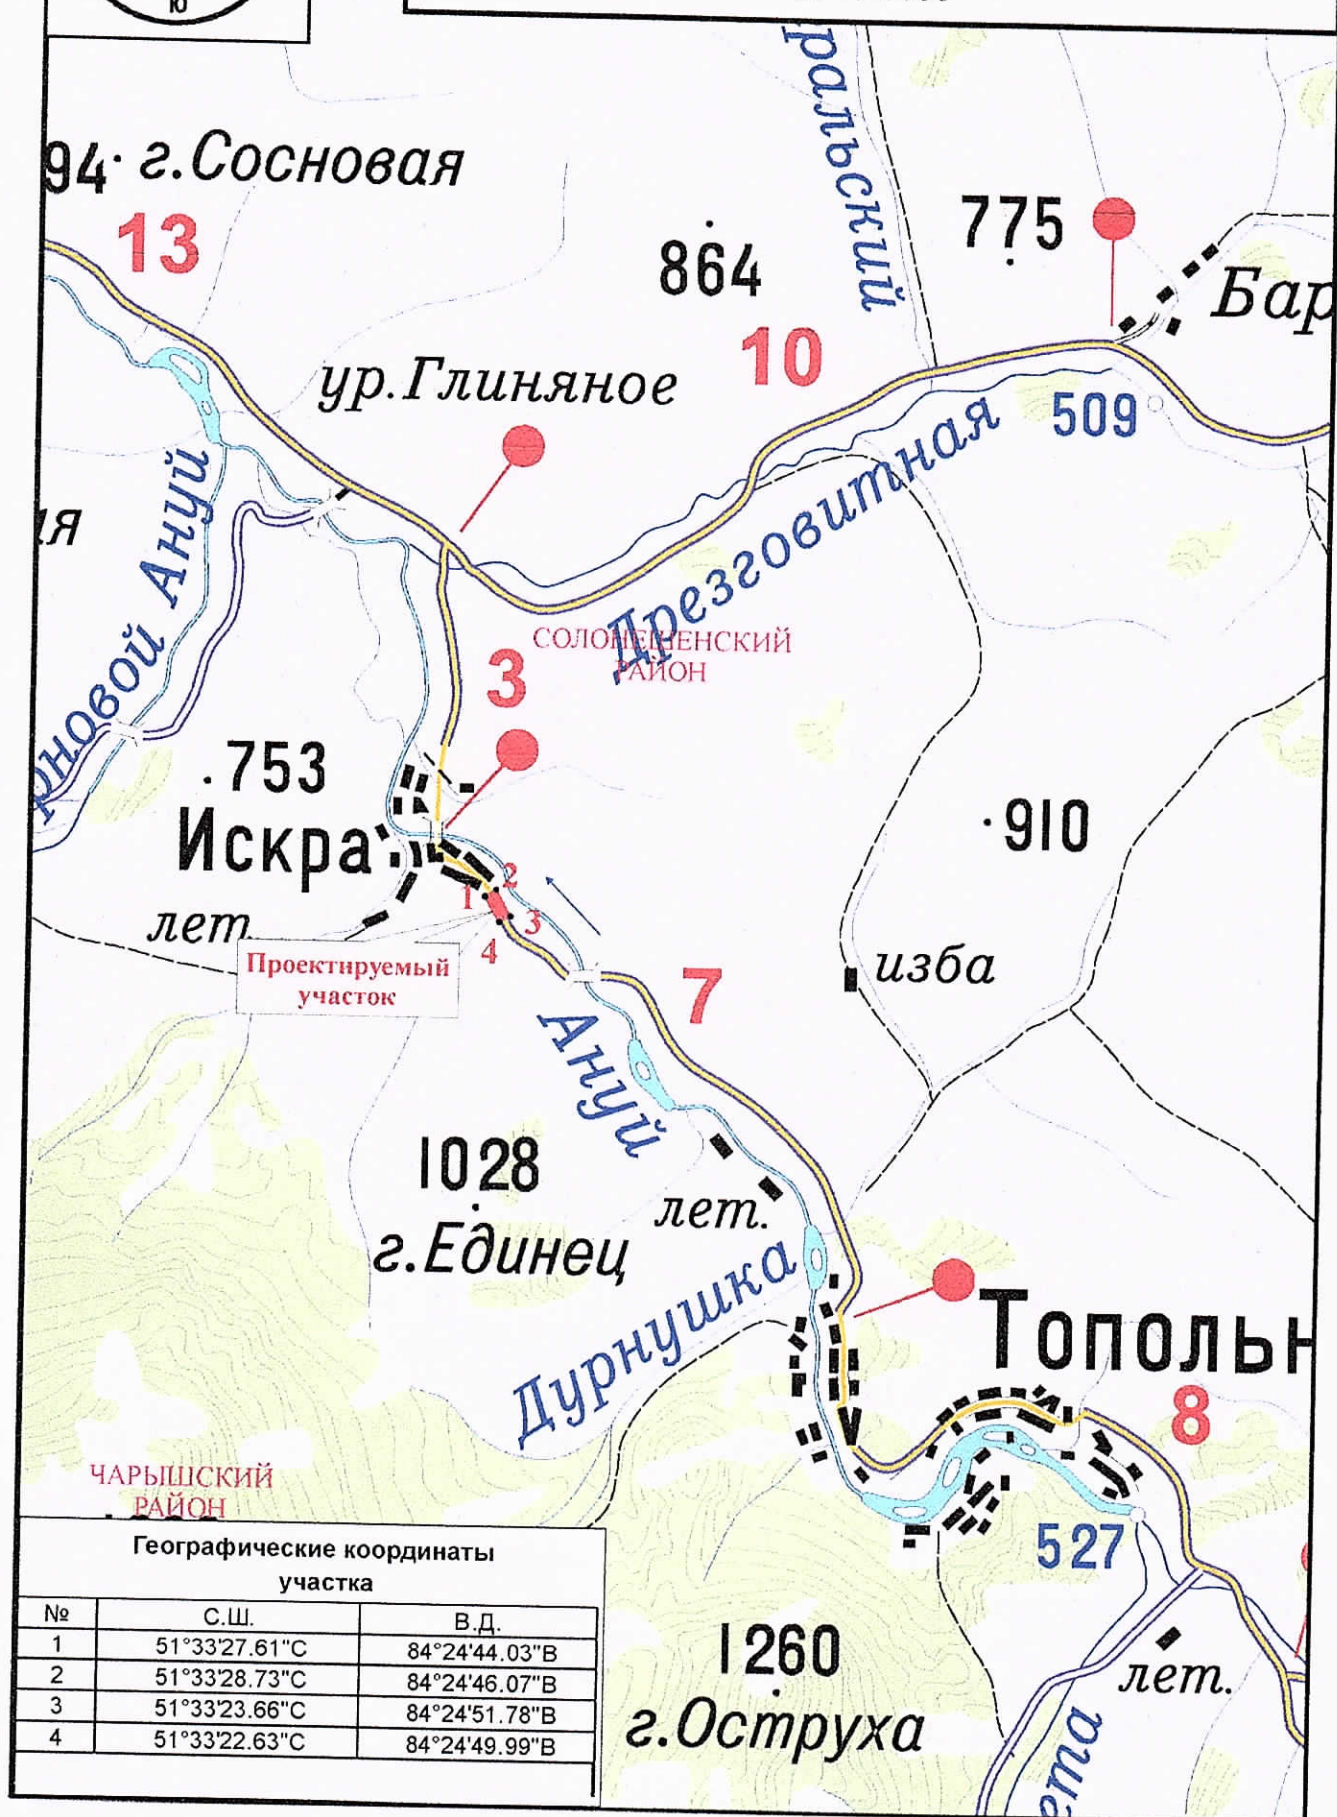 Ю
94 г.Сосновая
13
ральский
775
864
Бар
10
ур.Глиняное
509
Дрезговитная
Ануй
рновой
СОЛОНЕШЕНСКИЙ
РАЙОН
3
753
Искра
910
1
2
3
4
лет.
Проектируемый
участок
изба
7
Ануй
1028
г.Единец
лет.
Дурнушка
Топольн
8
ЧАРЫШСКИЙ
РАЙОН
527
1260
г.Оструха
лет.
ета
Географические координаты
участка
№ С.Ш. В.Д.
1 51°33'27.61"С 84°24'44.03"В
2 51°33'28.73"С 84°24'46.07"В
3 51°33'23.66"С 84°24'51.78"В
4 51°33'22.63"С 84°24'49.99"В